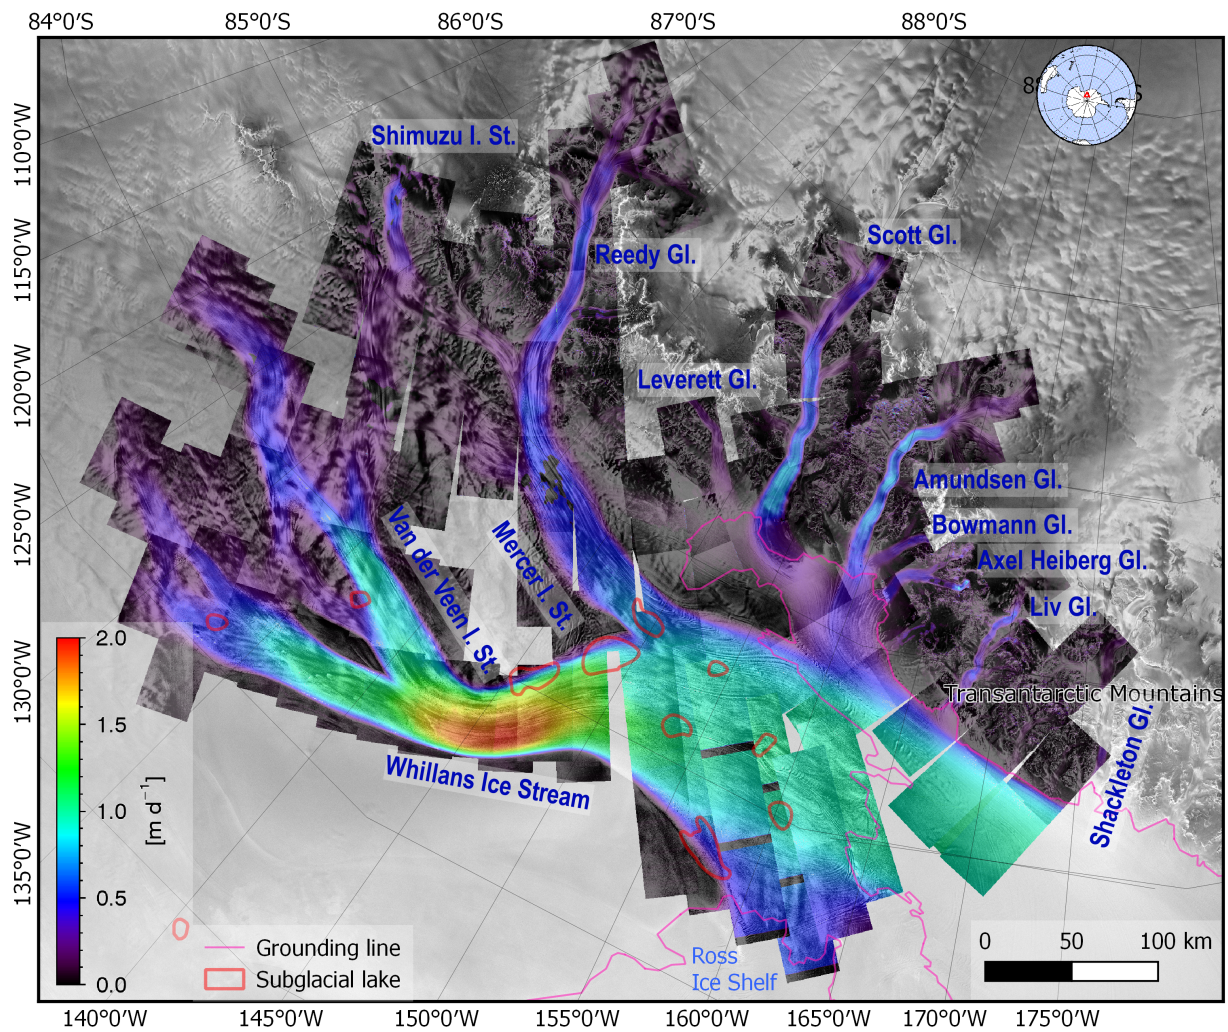 84°0'S 85°0'S 86°0'S 87°0'S 88°0'S
110°0'W
115°0'W
120°0'W
125°0'W
130°0'W
135°0'W
Shimuzu I. St.
Reedy Gl.
Scott Gl.
Leverett Gl.
Amundsen Gl.
Bowmann Gl.
Axel Heiberg Gl.
Liv Gl.
Van der Veen I. St.
Mercer I. St.
Transantarctic Mountains
Shackleton Gl.
Whillans Ice Stream
2.0
1.5
1.0
0.5
0.0
[m d⁻¹]
Grounding line
Subglacial lake
Ross
Ice Shelf
0 50 100 km
140°0'W 145°0'W 150°0'W 155°0'W 160°0'W 165°0'W 170°0'W 175°0'W